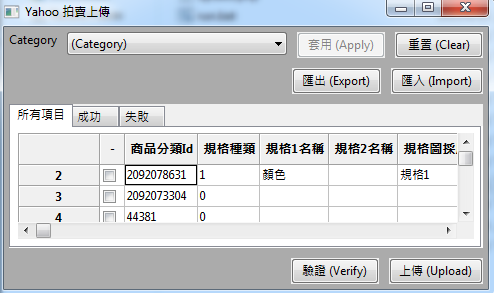 Yahoo 拍賣上傳
Category (Category) 套用 (Apply) 重置 (Clear)
匯出 (Export) 匯入 (Import)
所有項目 成功 失敗
- 商品分類Id 規格種類 規格1名稱 規格2名稱 規格圖採
2 2092078631 1 顏色 規格1
3 2092073304 0
4 44381 0
驗證 (Verify) 上傳 (Upload)